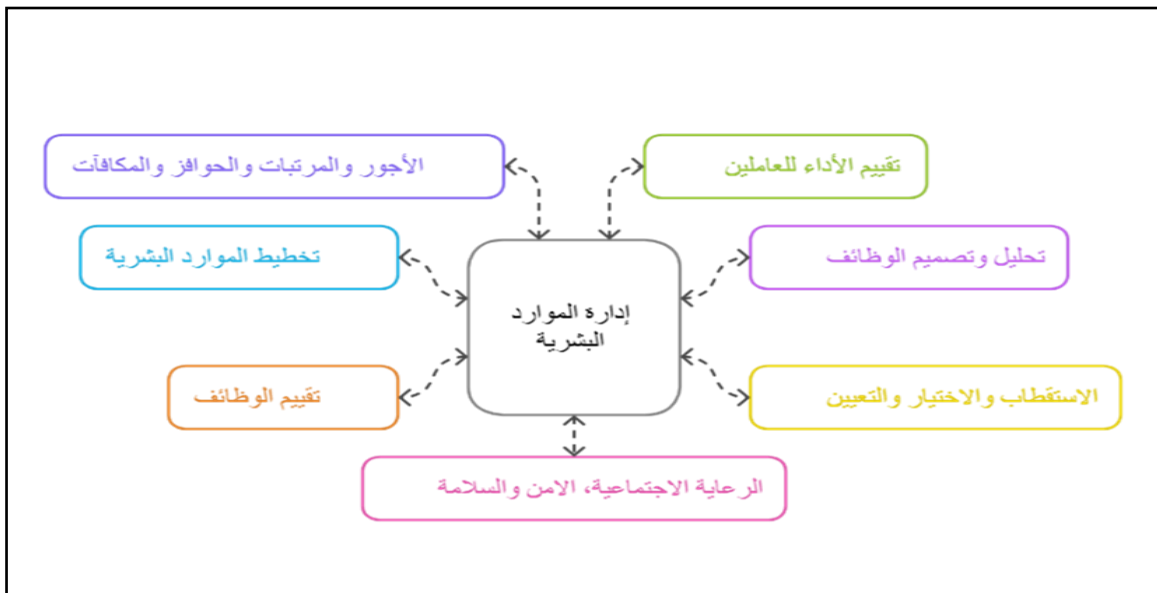 تقييم الأداء للعاملين
الأجور والمرتبات والحوافز والمكافآت
تحليل وتصميم الوظائف
تخطيط الموارد البشرية
إدارة الموارد
البشرية
الاستقطاب والاختيار والتعيين
تقييم الوظائف
الرعاية الاجتماعية، الامن والسلامة